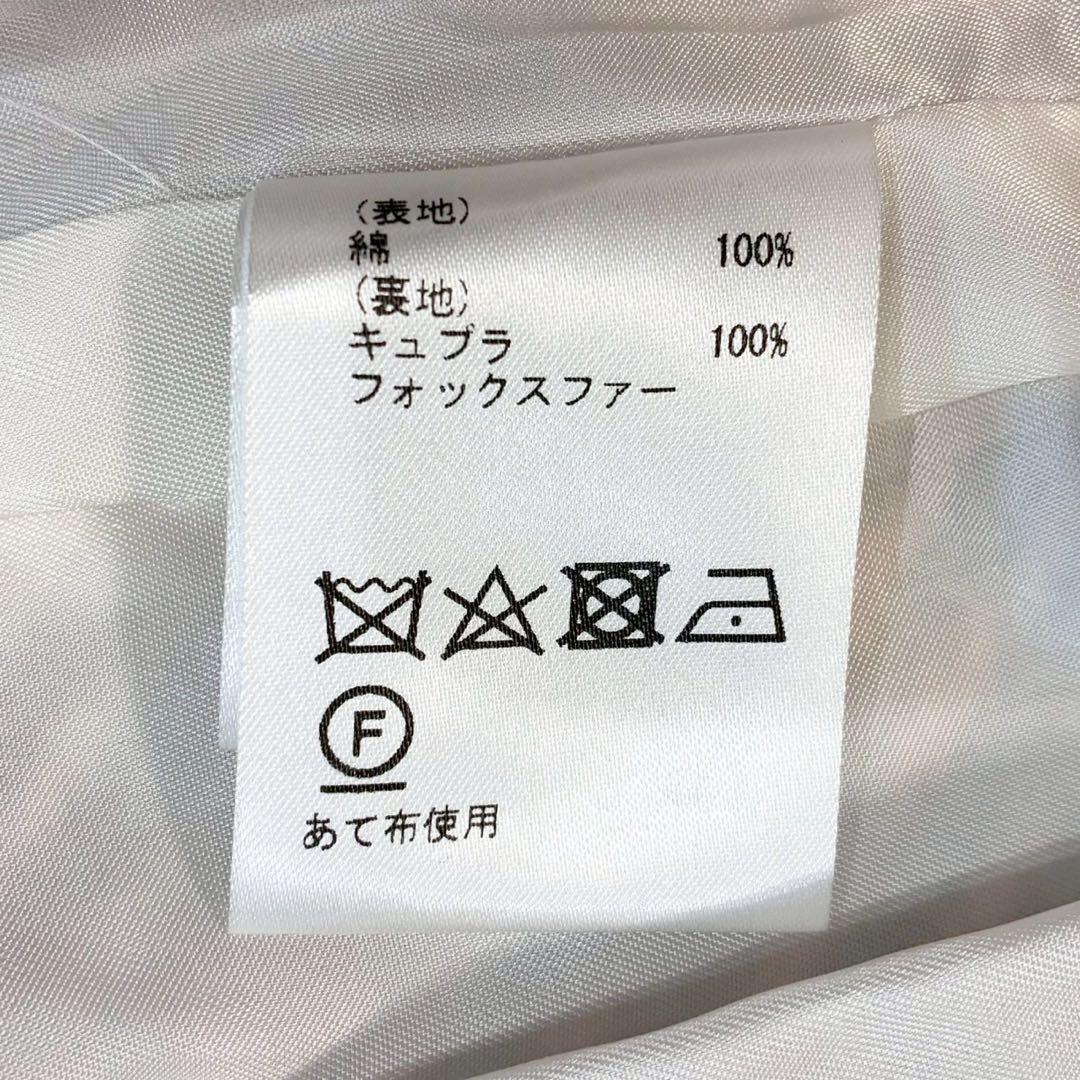 (表地)
綿 100%
(裏地)
キュプラ 100%
フォックスファー
F
あて布使用